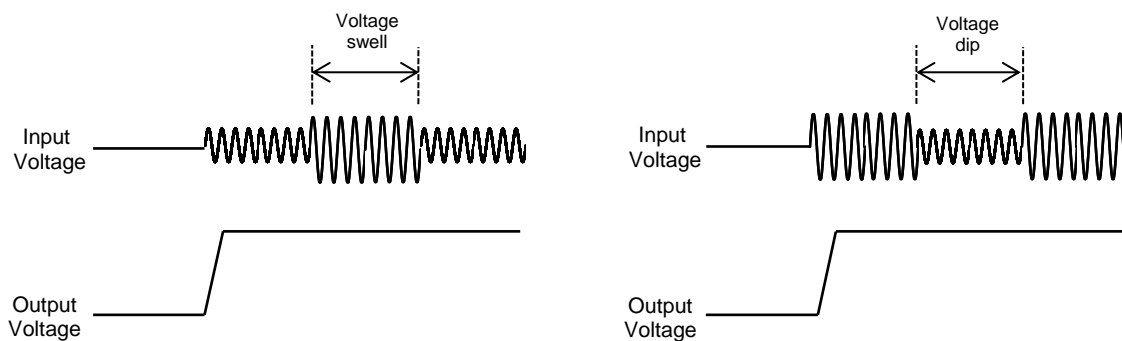 Voltage
swell
Input
Voltage
Output
Voltage
Voltage
dip
Input
Voltage
Output
Voltage